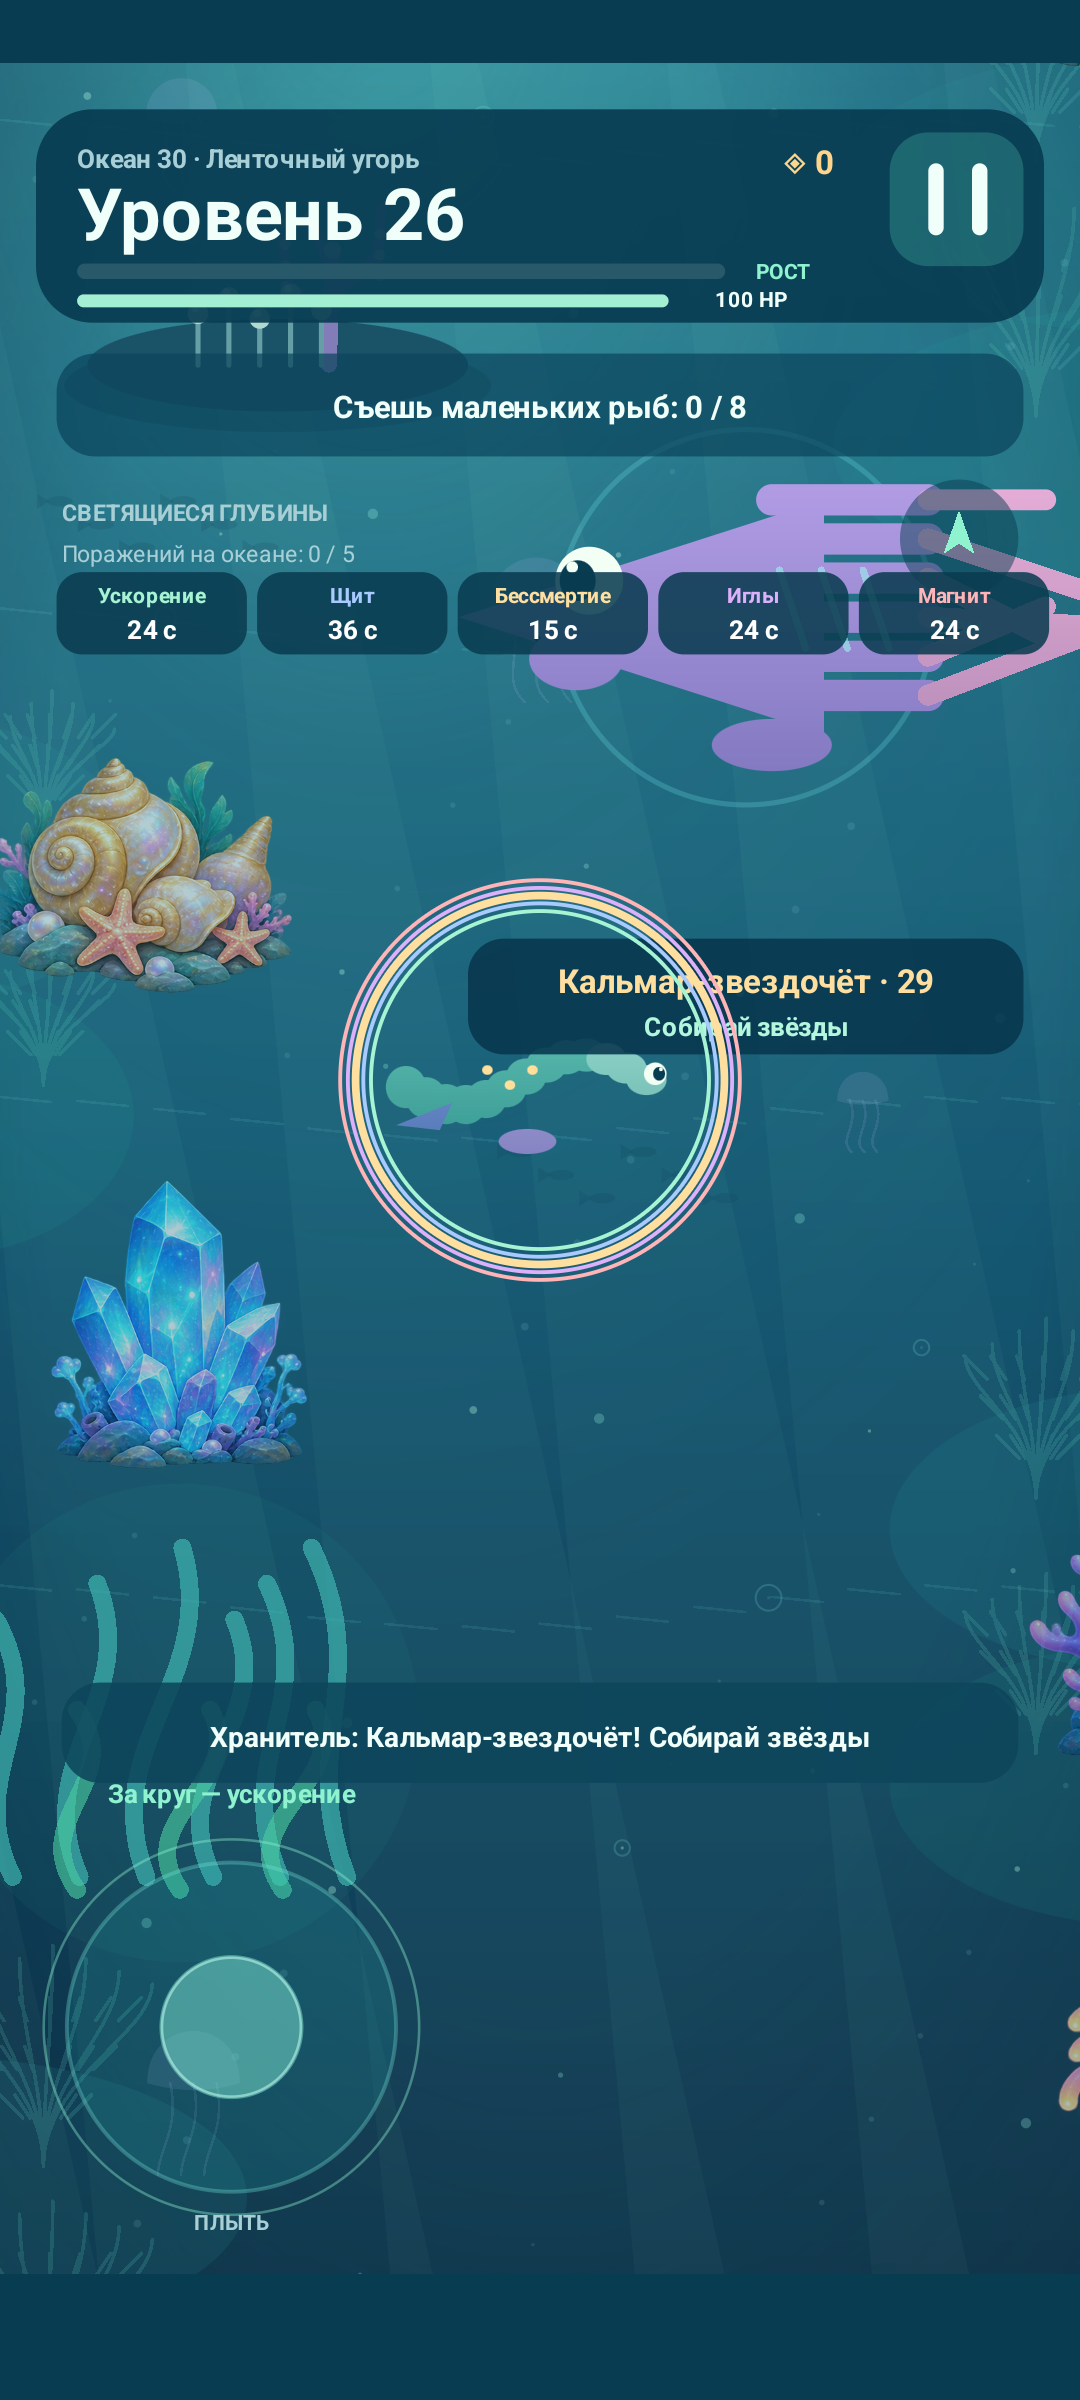 Океан 30 · Ленточный угорь
0
Уровень 26
РОСТ
100 HP
Съешь маленьких рыб: 0 / 8
СВЕТЯЩИЕСЯ ГЛУБИНЫ
Поражений на океане: 0 / 5
Ускорение
24 с
Щит
36 с
Бессмертие
15 с
Иглы
24 с
Магнит
24 с
Кальмар-звездочёт · 29
Собирай звёзды
Хранитель: Кальмар-звездочёт! Собирай звёзды
За круг — ускорение
ПЛЫТЬ